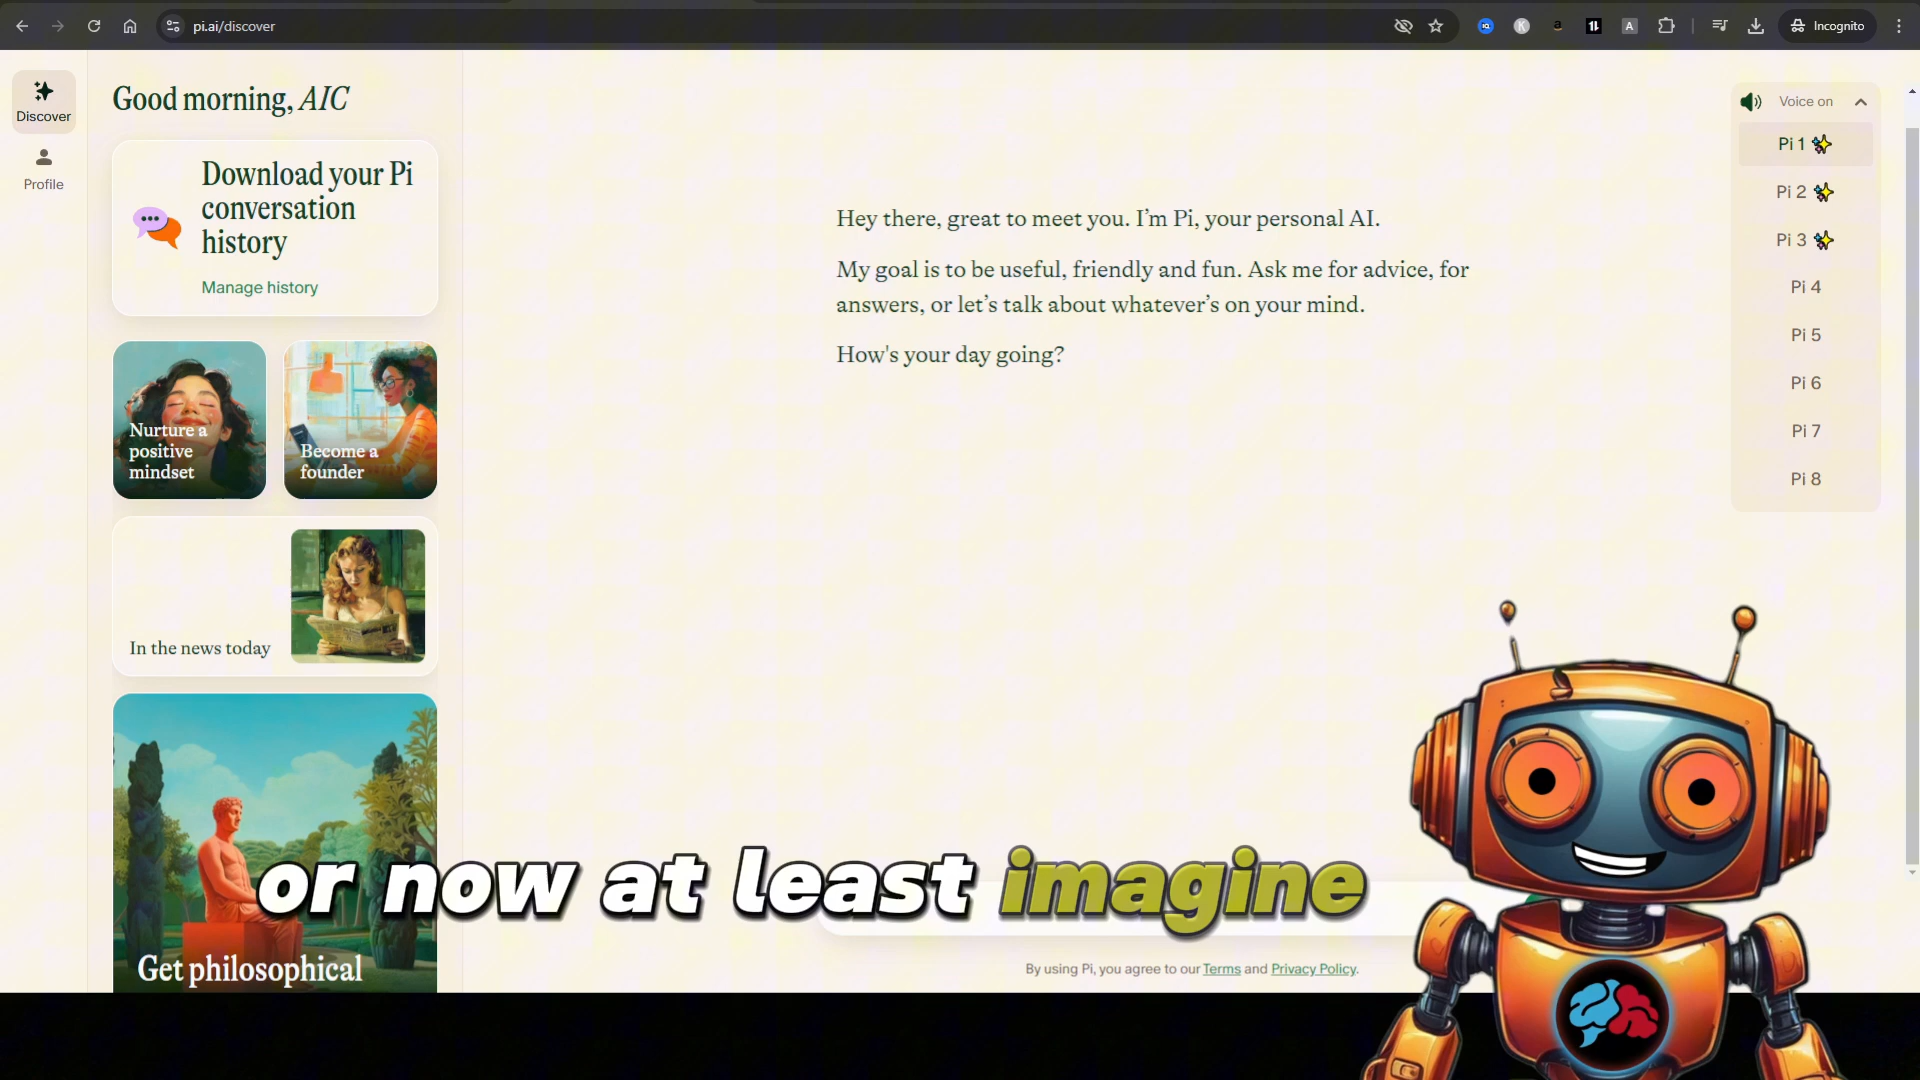 pi.ai/discover
Incognito
Discover
Profile
Good morning, AIC
Download your Pi
conversation
history
Manage history
Nurture a
positive
mindset
Become a
founder
In the news today
Get philosophical
Hey there, great to meet you. I’m Pi, your personal AI.
My goal is to be useful, friendly and fun. Ask me for advice, for
answers, or let’s talk about whatever’s on your mind.
How's your day going?
Voice on
Pi 1
Pi 2
Pi 3
Pi 4
Pi 5
Pi 6
Pi 7
Pi 8
or now at least imagine
By using Pi, you agree to our Terms and Privacy Policy.